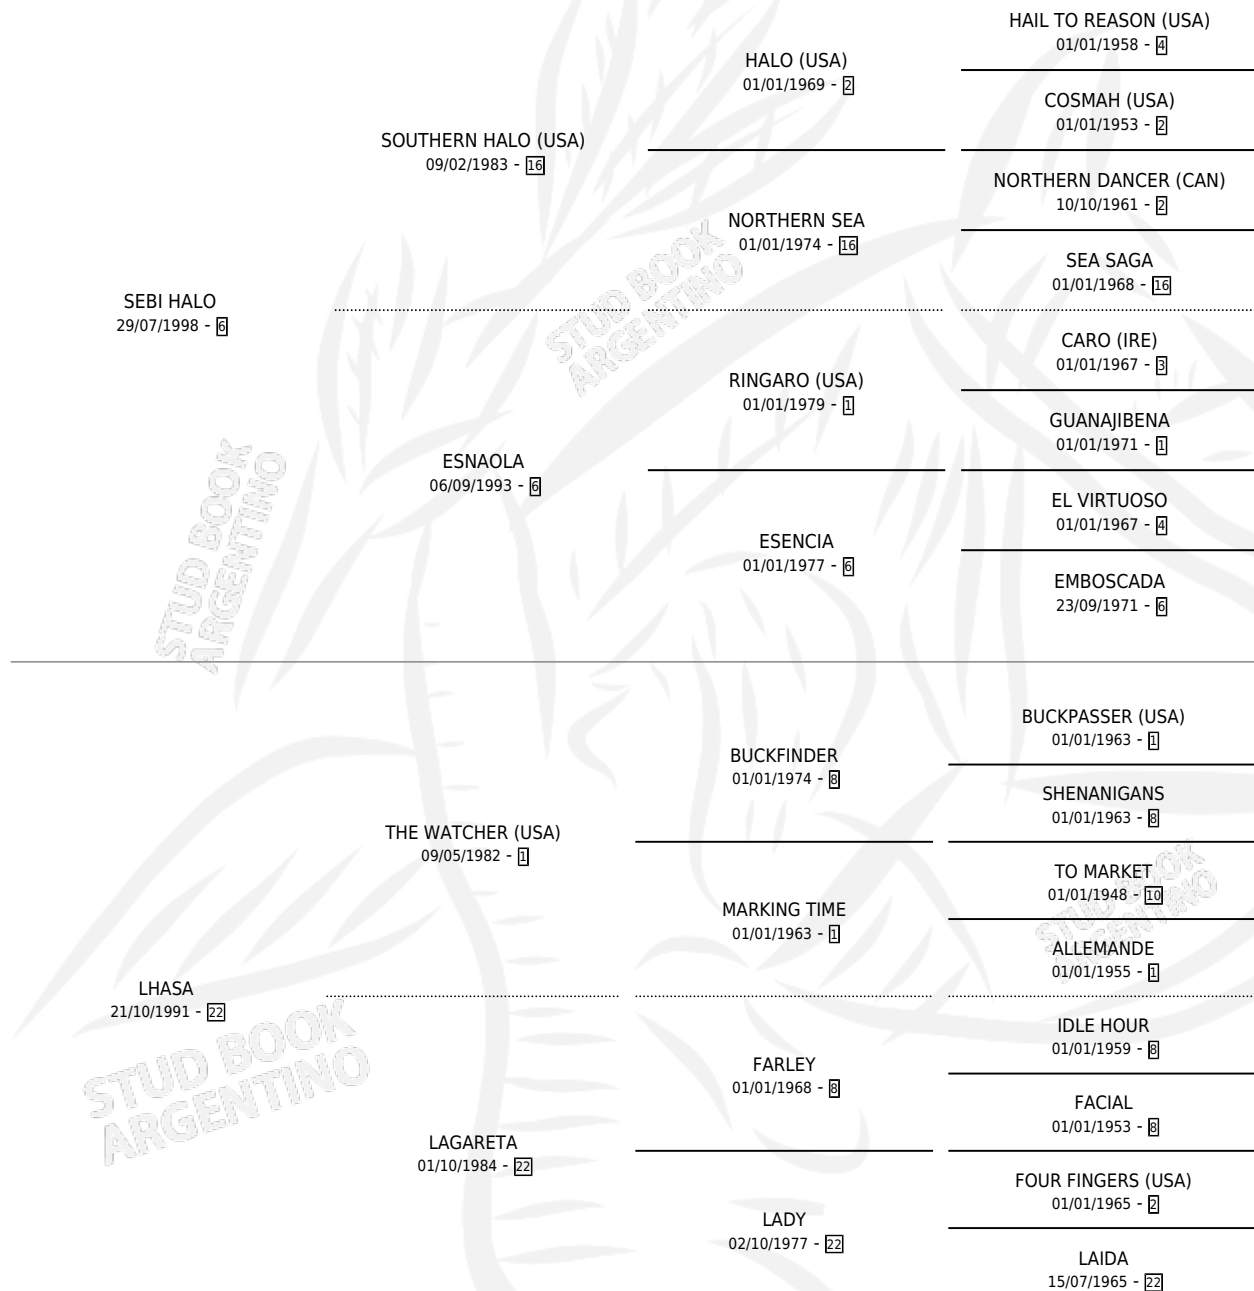 HAIL TO REASON (USA)
01/01/1958 - 4
HALO (USA)
01/01/1969 - 2
COSMAH (USA)
01/01/1953 - 2
SOUTHERN HALO (USA)
09/02/1983 - 16
NORTHERN DANCER (CAN)
10/10/1961 - 2
NORTHERN SEA
01/01/1974 - 16
SEA SAGA
01/01/1968 - 16
SEBI HALO
29/07/1998 - 6
CARO (IRE)
01/01/1967 - 3
RINGARO (USA)
01/01/1979 - 1
GUANAJIBENA
01/01/1971 - 1
ESNAOLA
06/09/1993 - 6
EL VIRTUOSO
01/01/1967 - 4
ESENCIA
01/01/1977 - 6
EMBOSCADA
23/09/1971 - 6
BUCKPASSER (USA)
01/01/1963 - 1
BUCKFINDER
01/01/1974 - 8
SHENANIGANS
01/01/1963 - 8
THE WATCHER (USA)
09/05/1982 - 1
TO MARKET
01/01/1948 - 10
MARKING TIME
01/01/1963 - 1
ALLEMANDE
01/01/1955 - 1
LHASA
21/10/1991 - 22
IDLE HOUR
01/01/1959 - 8
FARLEY
01/01/1968 - 8
FACIAL
01/01/1953 - 8
LAGARETA
01/10/1984 - 22
FOUR FINGERS (USA)
01/01/1965 - 2
LADY
02/10/1977 - 22
LAIDA
15/07/1965 - 22
STUD BOOK
ARGENTINO
STUD BOOK
ARGENTINO
STUD BOOK
ARGENTINO
STUD BOOK
ARGENTINO